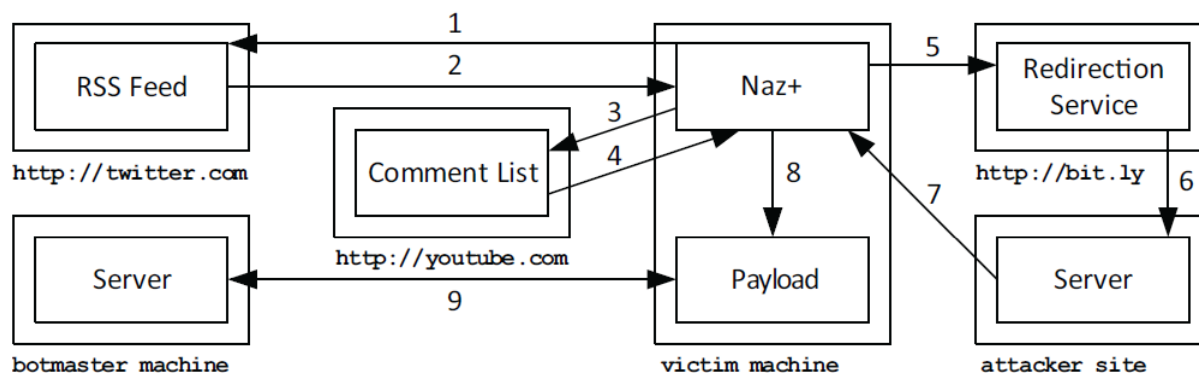 1
2
RSS Feed
http://twitter.com
3
4
Comment List
http://youtube.com
Naz+
5
Redirection
Service
http://bit.ly
6
7
8
Server
botmaster machine
9
Payload
victim machine
Server
attacker site